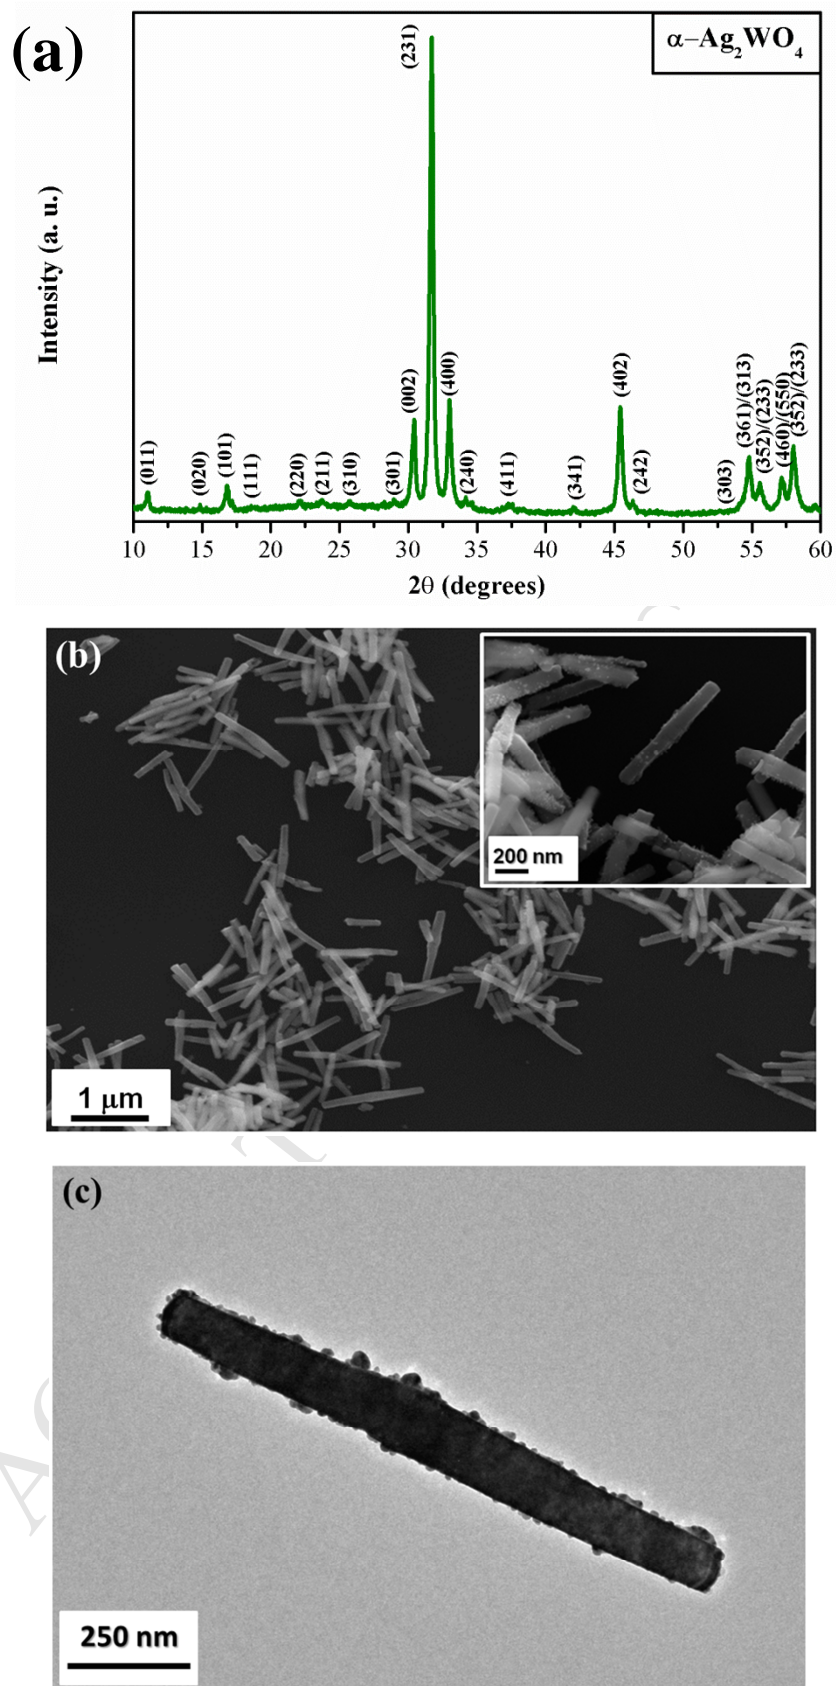 (a)
α–Ag₂WO₄
Intensity (a. u.)
(011)
(020)
(101)
(111)
(220)
(211)
(310)
(301)
(002)
(231)
(400)
(240)
(411)
(341)
(402)
(242)
(303)
(361)/(313)
(352)/(233)
(460)/(550)
(352)/(233)
10 15 20 25 30 35 40 45 50 55 60
2θ (degrees)
(b)
200 nm
1 μm
(c)
250 nm